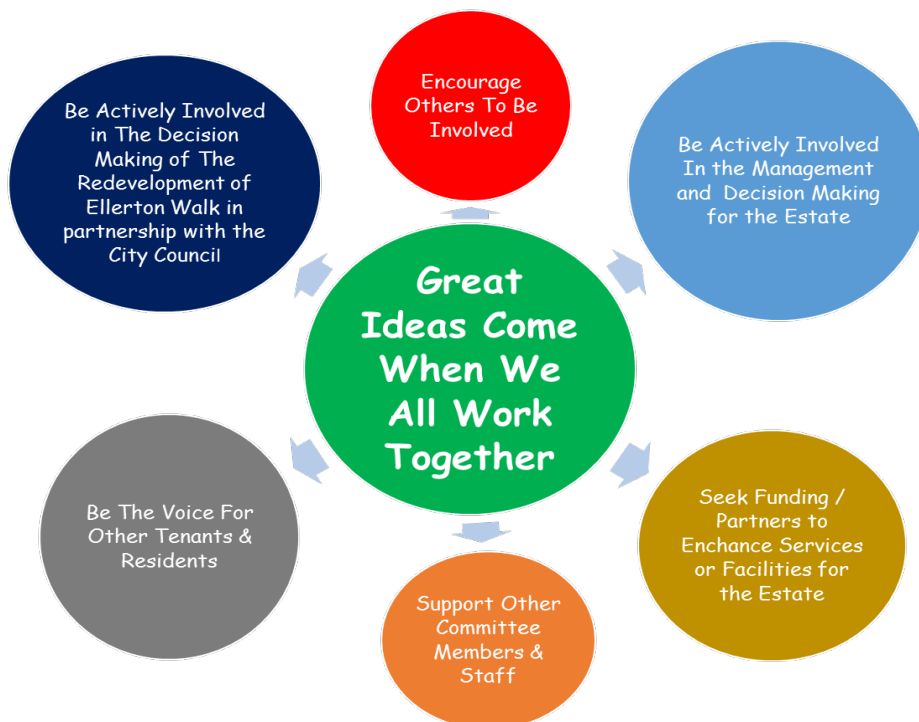 Encourage
Others To Be
Involved
Be Actively Involved
in The Decision
Making of The
Redevelopment of
Ellerton Walk in
partnership with the
City Council
Be Actively Involved
In the Management
and Decision Making
for the Estate
Great
Ideas Come
When We
All Work
Together
Be The Voice For
Other Tenants &
Residents
Seek Funding /
Partners to
Enchance Services
or Facilities for
the Estate
Support Other
Committee
Members &
Staff